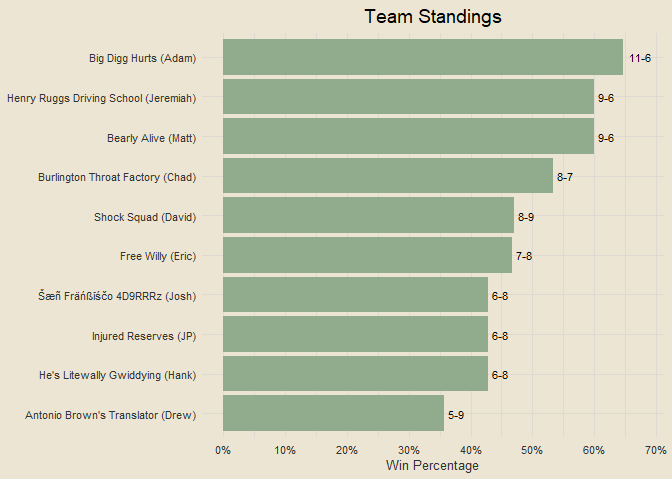 Team Standings
Big Digg Hurts (Adam) 11-6
Henry Ruggs Driving School (Jeremiah) 9-6
Bearly Alive (Matt) 9-6
Burlington Throat Factory (Chad) 8-7
Shock Squad (David) 8-9
Free Willy (Eric) 7-8
Šæñ Fräńßïśčo 4D9RRRz (Josh) 6-8
Injured Reserves (JP) 6-8
He's Litewally Gwiddying (Hank) 6-8
Antonio Brown's Translator (Drew) 5-9
0% 10% 20% 30% 40% 50% 60% 70%
Win Percentage